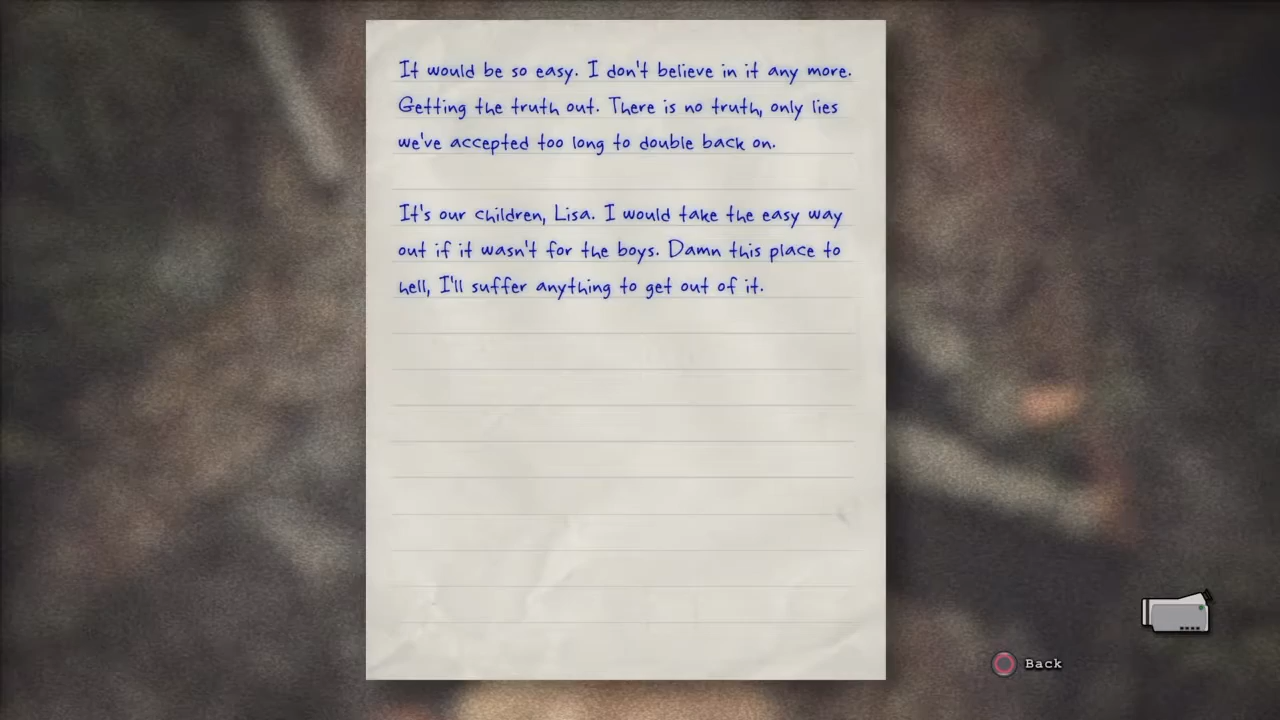 It would be so easy. I don't believe in it any more.
Getting the truth out. There is no truth, only lies
we've accepted too long to double back on.
It's our children, Lisa. I would take the easy way
out if it wasn't for the boys. Damn this place to
hell, I'll suffer anything to get out of it.
Back